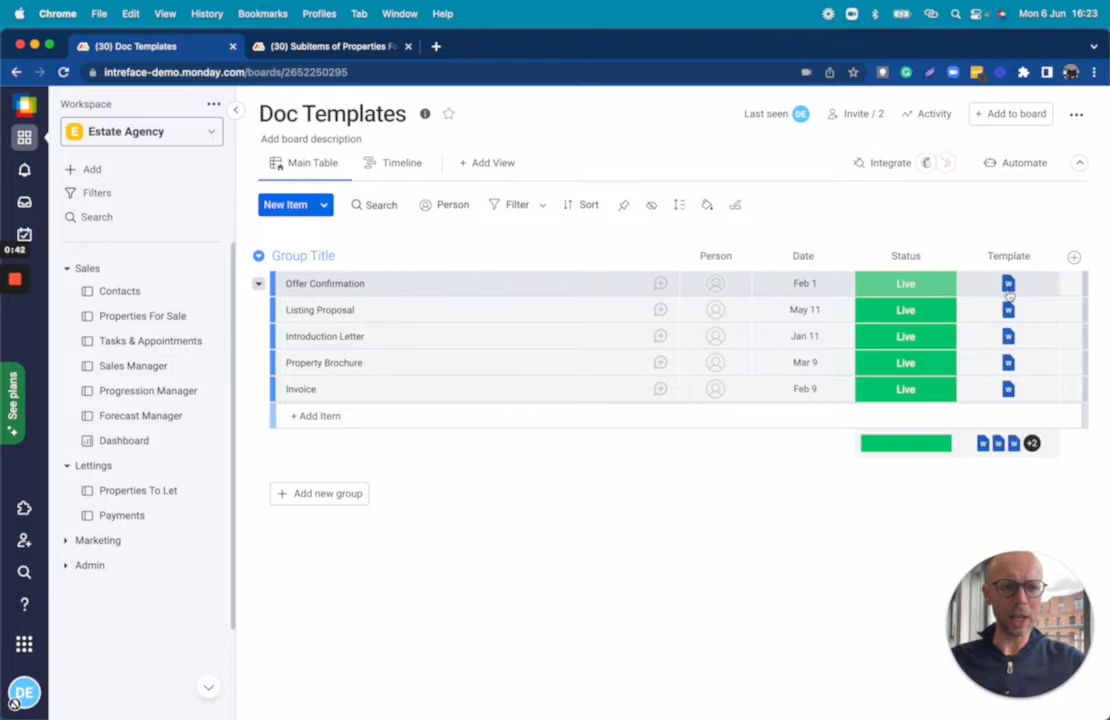 Chrome File Edit View History Bookmarks Profiles Tab Window Help Mon 6 Jun 16:23
(30) Doc Templates (30) Subitems of Properties Fo
intreface-demo.monday.com/boards/2652250295
Workspace
Estate Agency
Add
Filters
Search
Sales
Contacts
Properties For Sale
Tasks & Appointments
Sales Manager
Progression Manager
Forecast Manager
Dashboard
Lettings
Properties To Let
Payments
Marketing
Admin
0:42
See plans
DE
Doc Templates
Last seen DE Invite / 2 Activity + Add to board
Add board description
Main Table Timeline + Add View Integrate Automate
New Item Search Person Filter Sort
Group Title Person Date Status Template
Offer Confirmation Feb 1 Live W
Listing Proposal May 11 Live W
Introduction Letter Jan 11 Live W
Property Brochure Mar 9 Live W
Invoice Feb 9 Live W
+ Add Item
W W W +2
+ Add new group